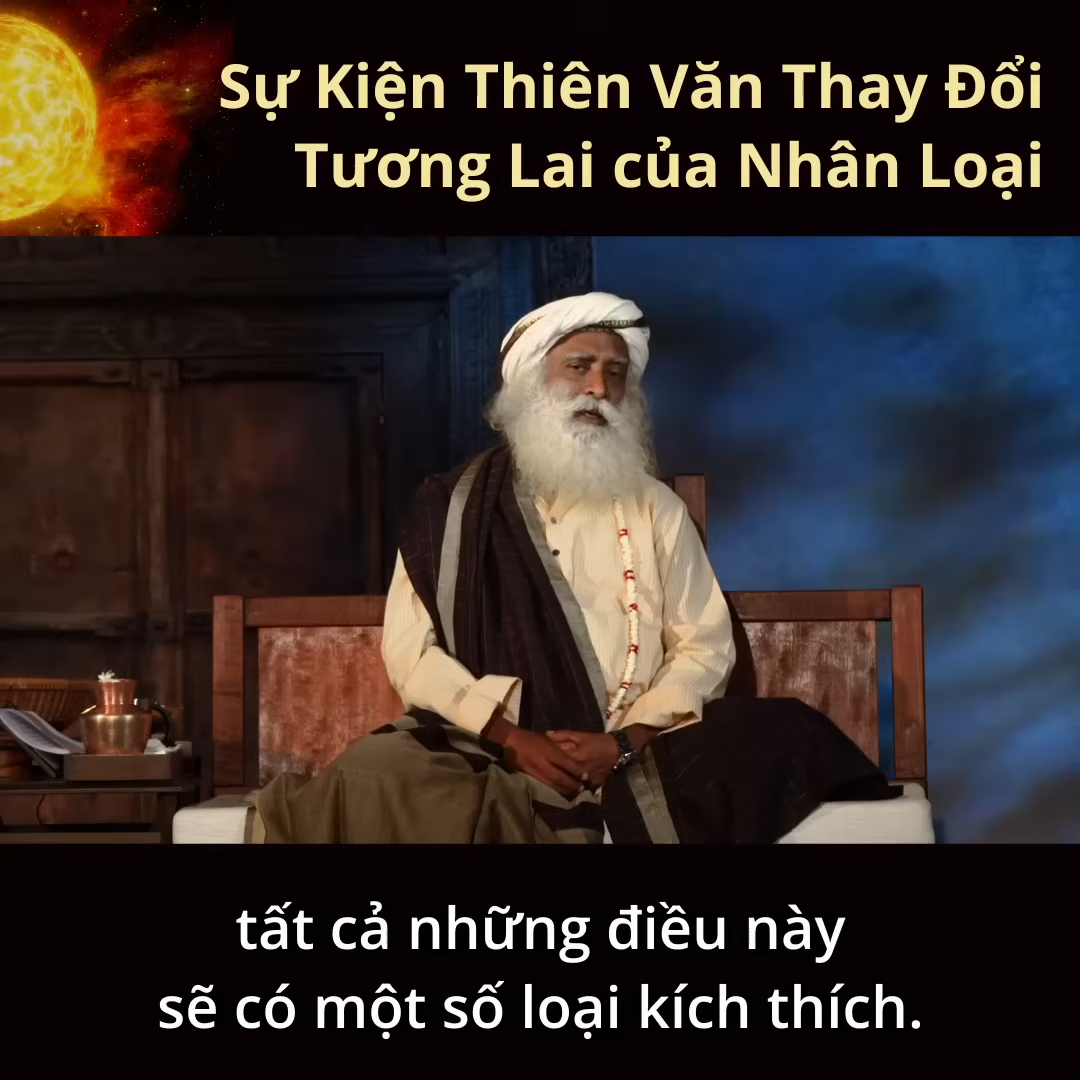 Sự Kiện Thiên Văn Thay Đổi
Tương Lai của Nhân Loại
tất cả những điều này
sẽ có một số loại kích thích.